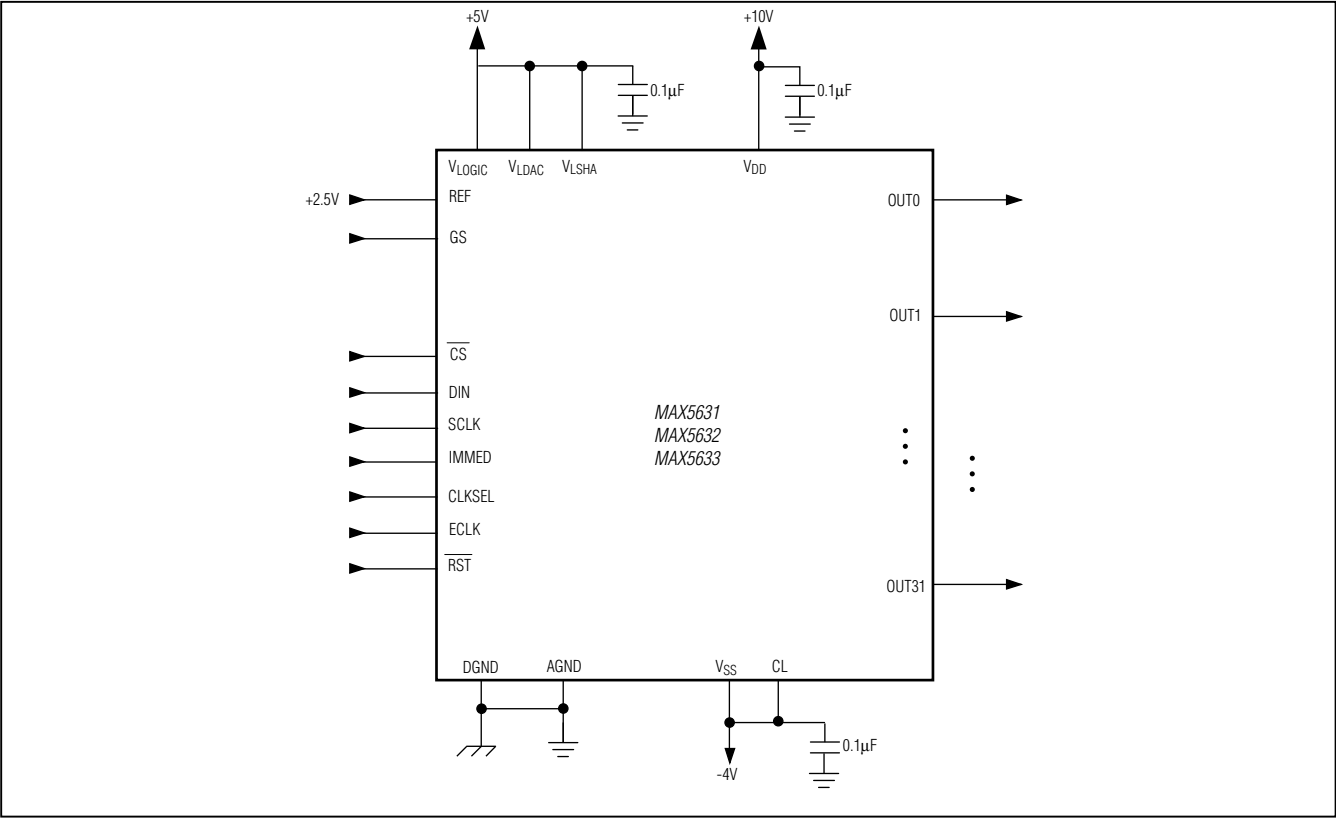 +5V
+10V
0.1µF
0.1µF
VLOGIC
VLDAC
VLSHA
VDD
+2.5V
REF
OUT0
GS
OUT1
CS
DIN
SCLK
IMMED
CLKSEL
ECLK
RST
MAX5631
MAX5632
MAX5633
OUT31
DGND
AGND
VSS
CL
0.1µF
-4V